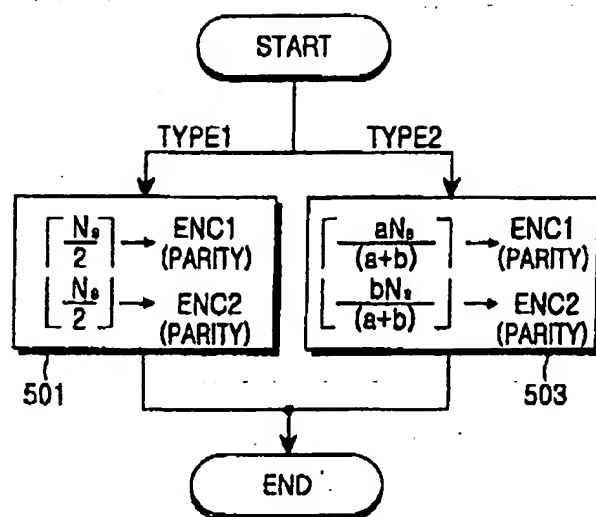 START
TYPE1
TYPE2
⌈Nₛ/2⌉ → ENC1
(PARITY)
⌊Nₛ/2⌋ → ENC2
(PARITY)
501
⌈aNₛ/(a+b)⌉ → ENC1
(PARITY)
⌊bNₛ/(a+b)⌋ → ENC2
(PARITY)
503
END